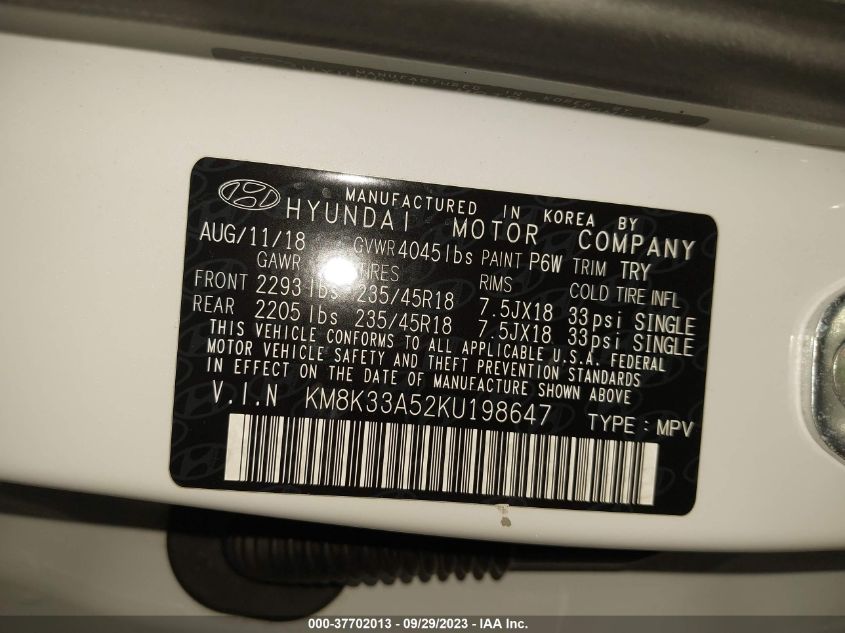 MANUFACTURED IN KOREA BY
HYUNDAI MOTOR COMPANY
AUG/11/18 GVWR 4045lbs PAINT P6W TRIM TRY
GAWR RIMS COLD TIRE INFL
FRONT 2293 lbs 235/45R18 7.5JX18 33psi SINGLE
REAR 2205 lbs 235/45R18 7.5JX18 33psi SINGLE
THIS VEHICLE CONFORMS TO ALL APPLICABLE U.S.A. FEDERAL
MOTOR VEHICLE SAFETY AND THEFT PREVENTION STANDARDS
IN EFFECT ON THE DATE OF MANUFACTURE SHOWN ABOVE
V.I.N KM8K33A52KU198647 TYPE : MPV
000-37702013 - 09/29/2023 - IAA Inc.